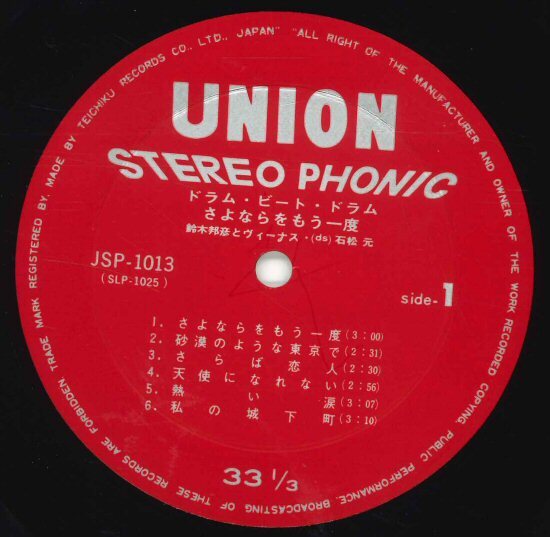 TRADE MARK REGISTERED. MADE BY TEICHIKU RECORDS CO., LTD., JAPAN" "ALL RIGHT OF THE MANUFACTURER AND OWNER OF THE WORK RECORDED COPYING, PUBLIC PERFORMANCE, BROADCASTING OF THESE RECORDS ARE FORBIDDEN
UNION
STEREO PHONIC
ドラム・ビート・ドラム
さよならをもう一度
鈴木邦彦とヴィーナス・(ds)石松 元
JSP-1013
(SLP-1025)
side-1
1. さよならをもう一度(3:00)
2. 砂漠のような東京で(2:31)
3. さらば恋人(2:30)
4. 天使になれない(2:56)
5. 熱い涙(3:07)
6. 私の城下町(3:10)
33 1/3